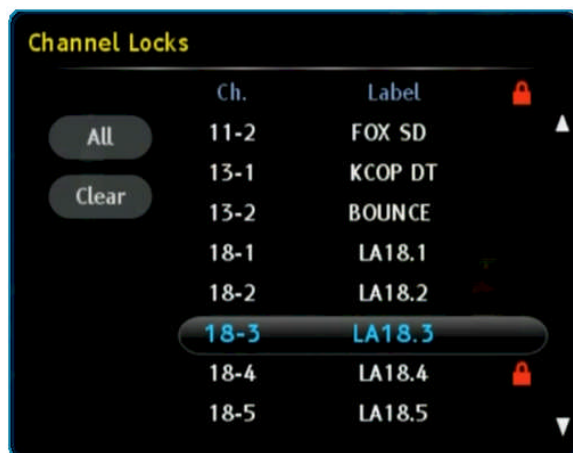 Channel Locks
Ch. Label
All
Clear
11-2 FOX SD
13-1 KCOP DT
13-2 BOUNCE
18-1 LA18.1
18-2 LA18.2
18-3 LA18.3
18-4 LA18.4
18-5 LA18.5